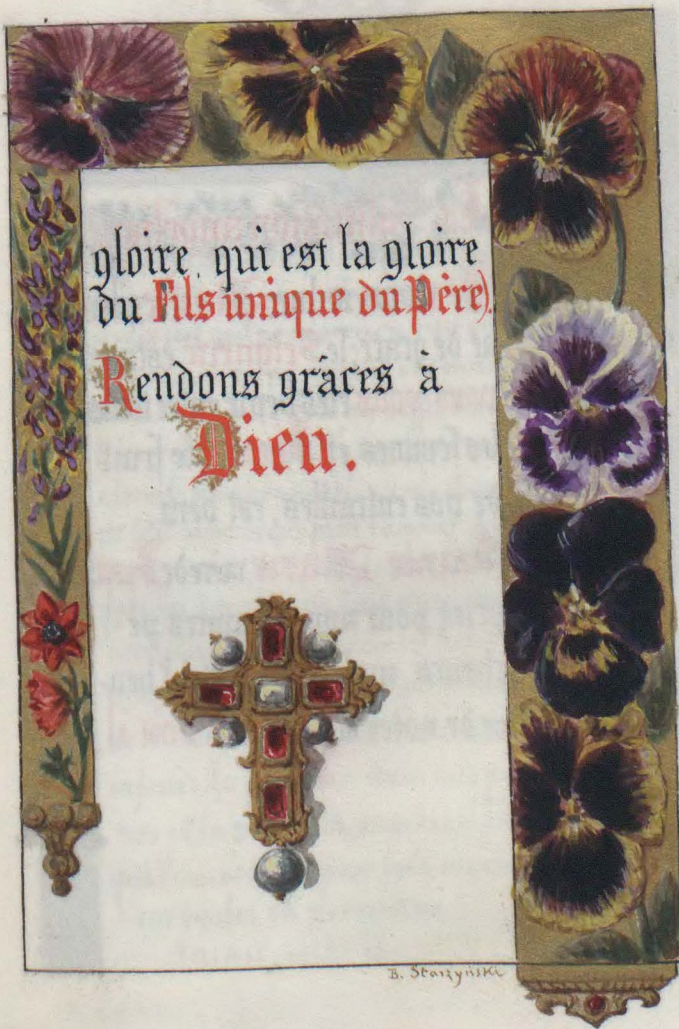 gloire, qui est la gloire
du Fils unique du Père).
Rendons grâces à
Dieu.
B. Starzyński